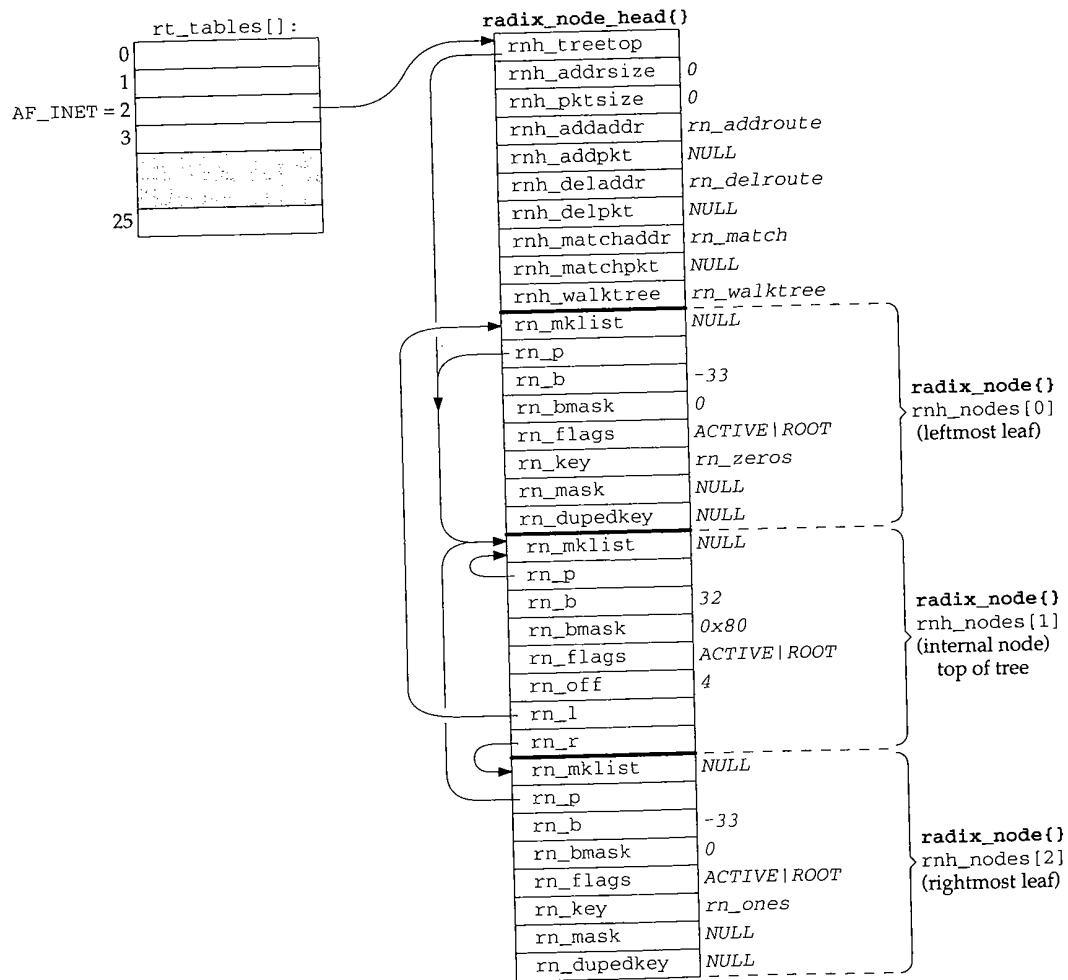 radix_node_head{}
rt_tables[]:
0
1
AF_INET = 2
3
25
rnh_treetop
rnh_addrsize 0
rnh_pktsize 0
rnh_addaddr rn_addroute
rnh_addpkt NULL
rnh_deladdr rn_delroute
rnh_delpkt NULL
rnh_matchaddr rn_match
rnh_matchpkt NULL
rnh_walktree rn_walktree
rn_mklist NULL
rn_p
rn_b -33
rn_bmask 0
rn_flags ACTIVE|ROOT
rn_key rn_zeros
rn_mask NULL
rn_dupedkey NULL
radix_node{}
rnh_nodes[0]
(leftmost leaf)
rn_mklist NULL
rn_p
rn_b 32
rn_bmask 0x80
rn_flags ACTIVE|ROOT
rn_off 4
rn_l
rn_r
radix_node{}
rnh_nodes[1]
(internal node)
top of tree
rn_mklist NULL
rn_p
rn_b -33
rn_bmask 0
rn_flags ACTIVE|ROOT
rn_key rn_ones
rn_mask NULL
rn_dupedkey NULL
radix_node{}
rnh_nodes[2]
(rightmost leaf)